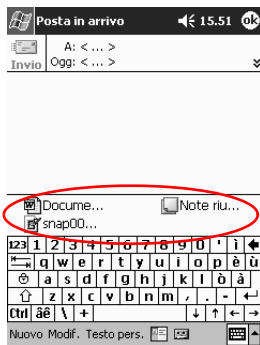 Posta in arrivo 15.51 ok
A: < ... >
Invio Ogg: < ... >
Docume... Note riu...
snap00...
123 1 2 3 4 5 6 7 8 9 0 ' ì
q w e r t y u i o p è ù
a s d f g h j k l ò à
z x c v b n m , . -
Ctrl áê \ + ↓ ↑ ← →
Nuovo Modif. Testo pers.